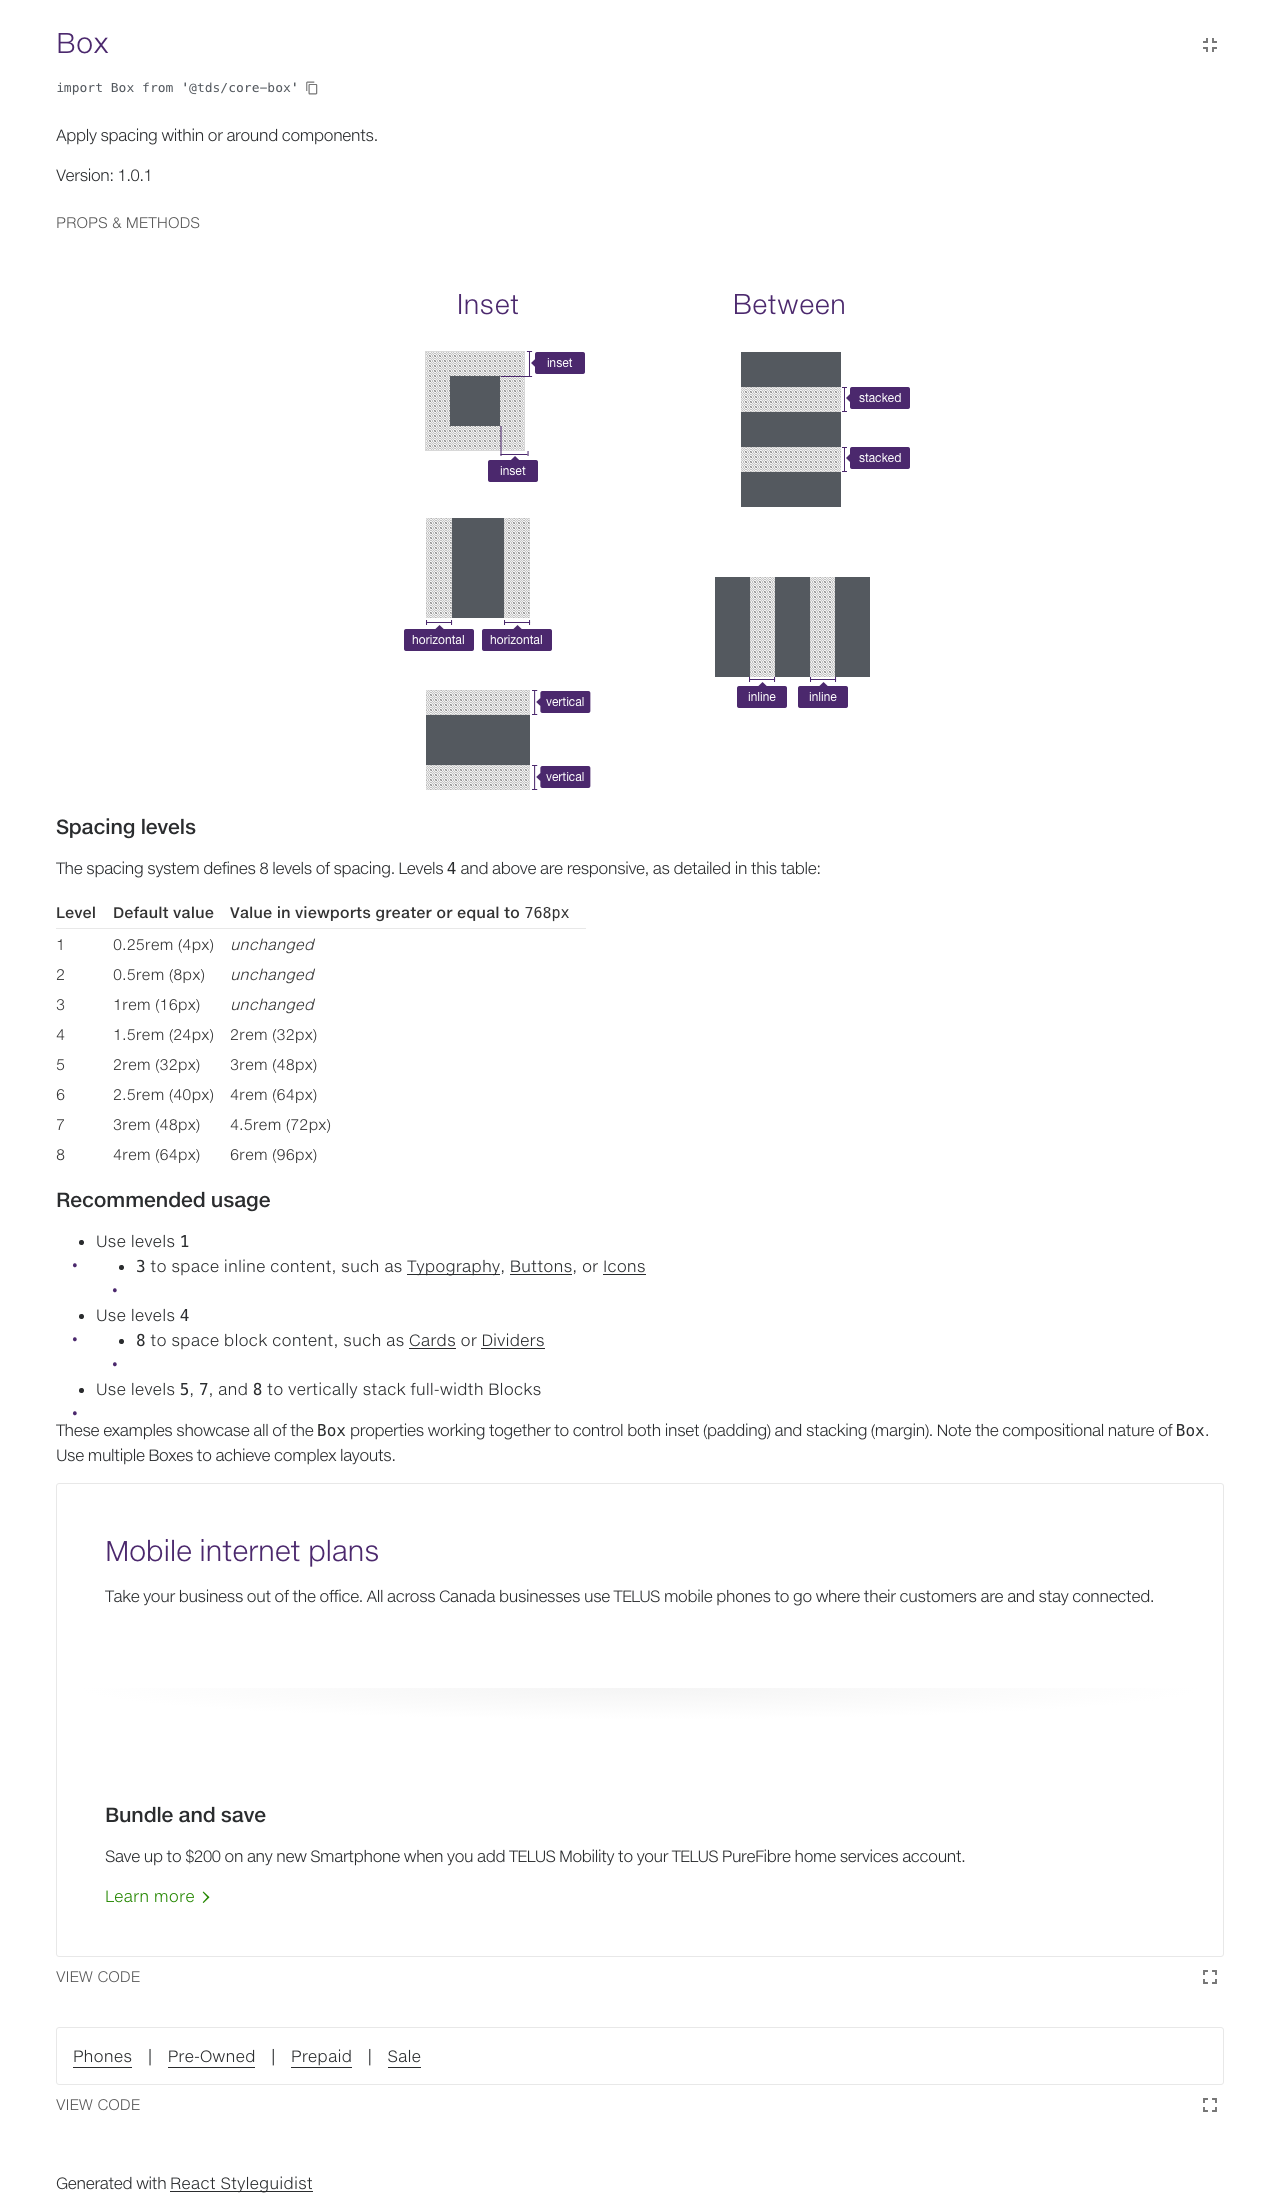 Box
import Box from '@tds/core-box'
Apply spacing within or around components.
Version: 1.0.1
PROPS & METHODS
Inset
Between
inset
inset
stacked
stacked
horizontal horizontal
inline inline
vertical
vertical
Spacing levels
The spacing system defines 8 levels of spacing. Levels 4 and above are responsive, as detailed in this table:
Level Default value Value in viewports greater or equal to 768px
1 0.25rem (4px) unchanged
2 0.5rem (8px) unchanged
3 1rem (16px) unchanged
4 1.5rem (24px) 2rem (32px)
5 2rem (32px) 3rem (48px)
6 2.5rem (40px) 4rem (64px)
7 3rem (48px) 4.5rem (72px)
8 4rem (64px) 6rem (96px)
Recommended usage
• Use levels 1
• 3 to space inline content, such as Typography, Buttons, or Icons
• Use levels 4
• 8 to space block content, such as Cards or Dividers
• Use levels 5, 7, and 8 to vertically stack full-width Blocks
These examples showcase all of the Box properties working together to control both inset (padding) and stacking (margin). Note the compositional nature of Box.
Use multiple Boxes to achieve complex layouts.
Mobile internet plans
Take your business out of the office. All across Canada businesses use TELUS mobile phones to go where their customers are and stay connected.
Bundle and save
Save up to $200 on any new Smartphone when you add TELUS Mobility to your TELUS PureFibre home services account.
Learn more
VIEW CODE
Phones | Pre-Owned | Prepaid | Sale
VIEW CODE
Generated with React Styleguidist